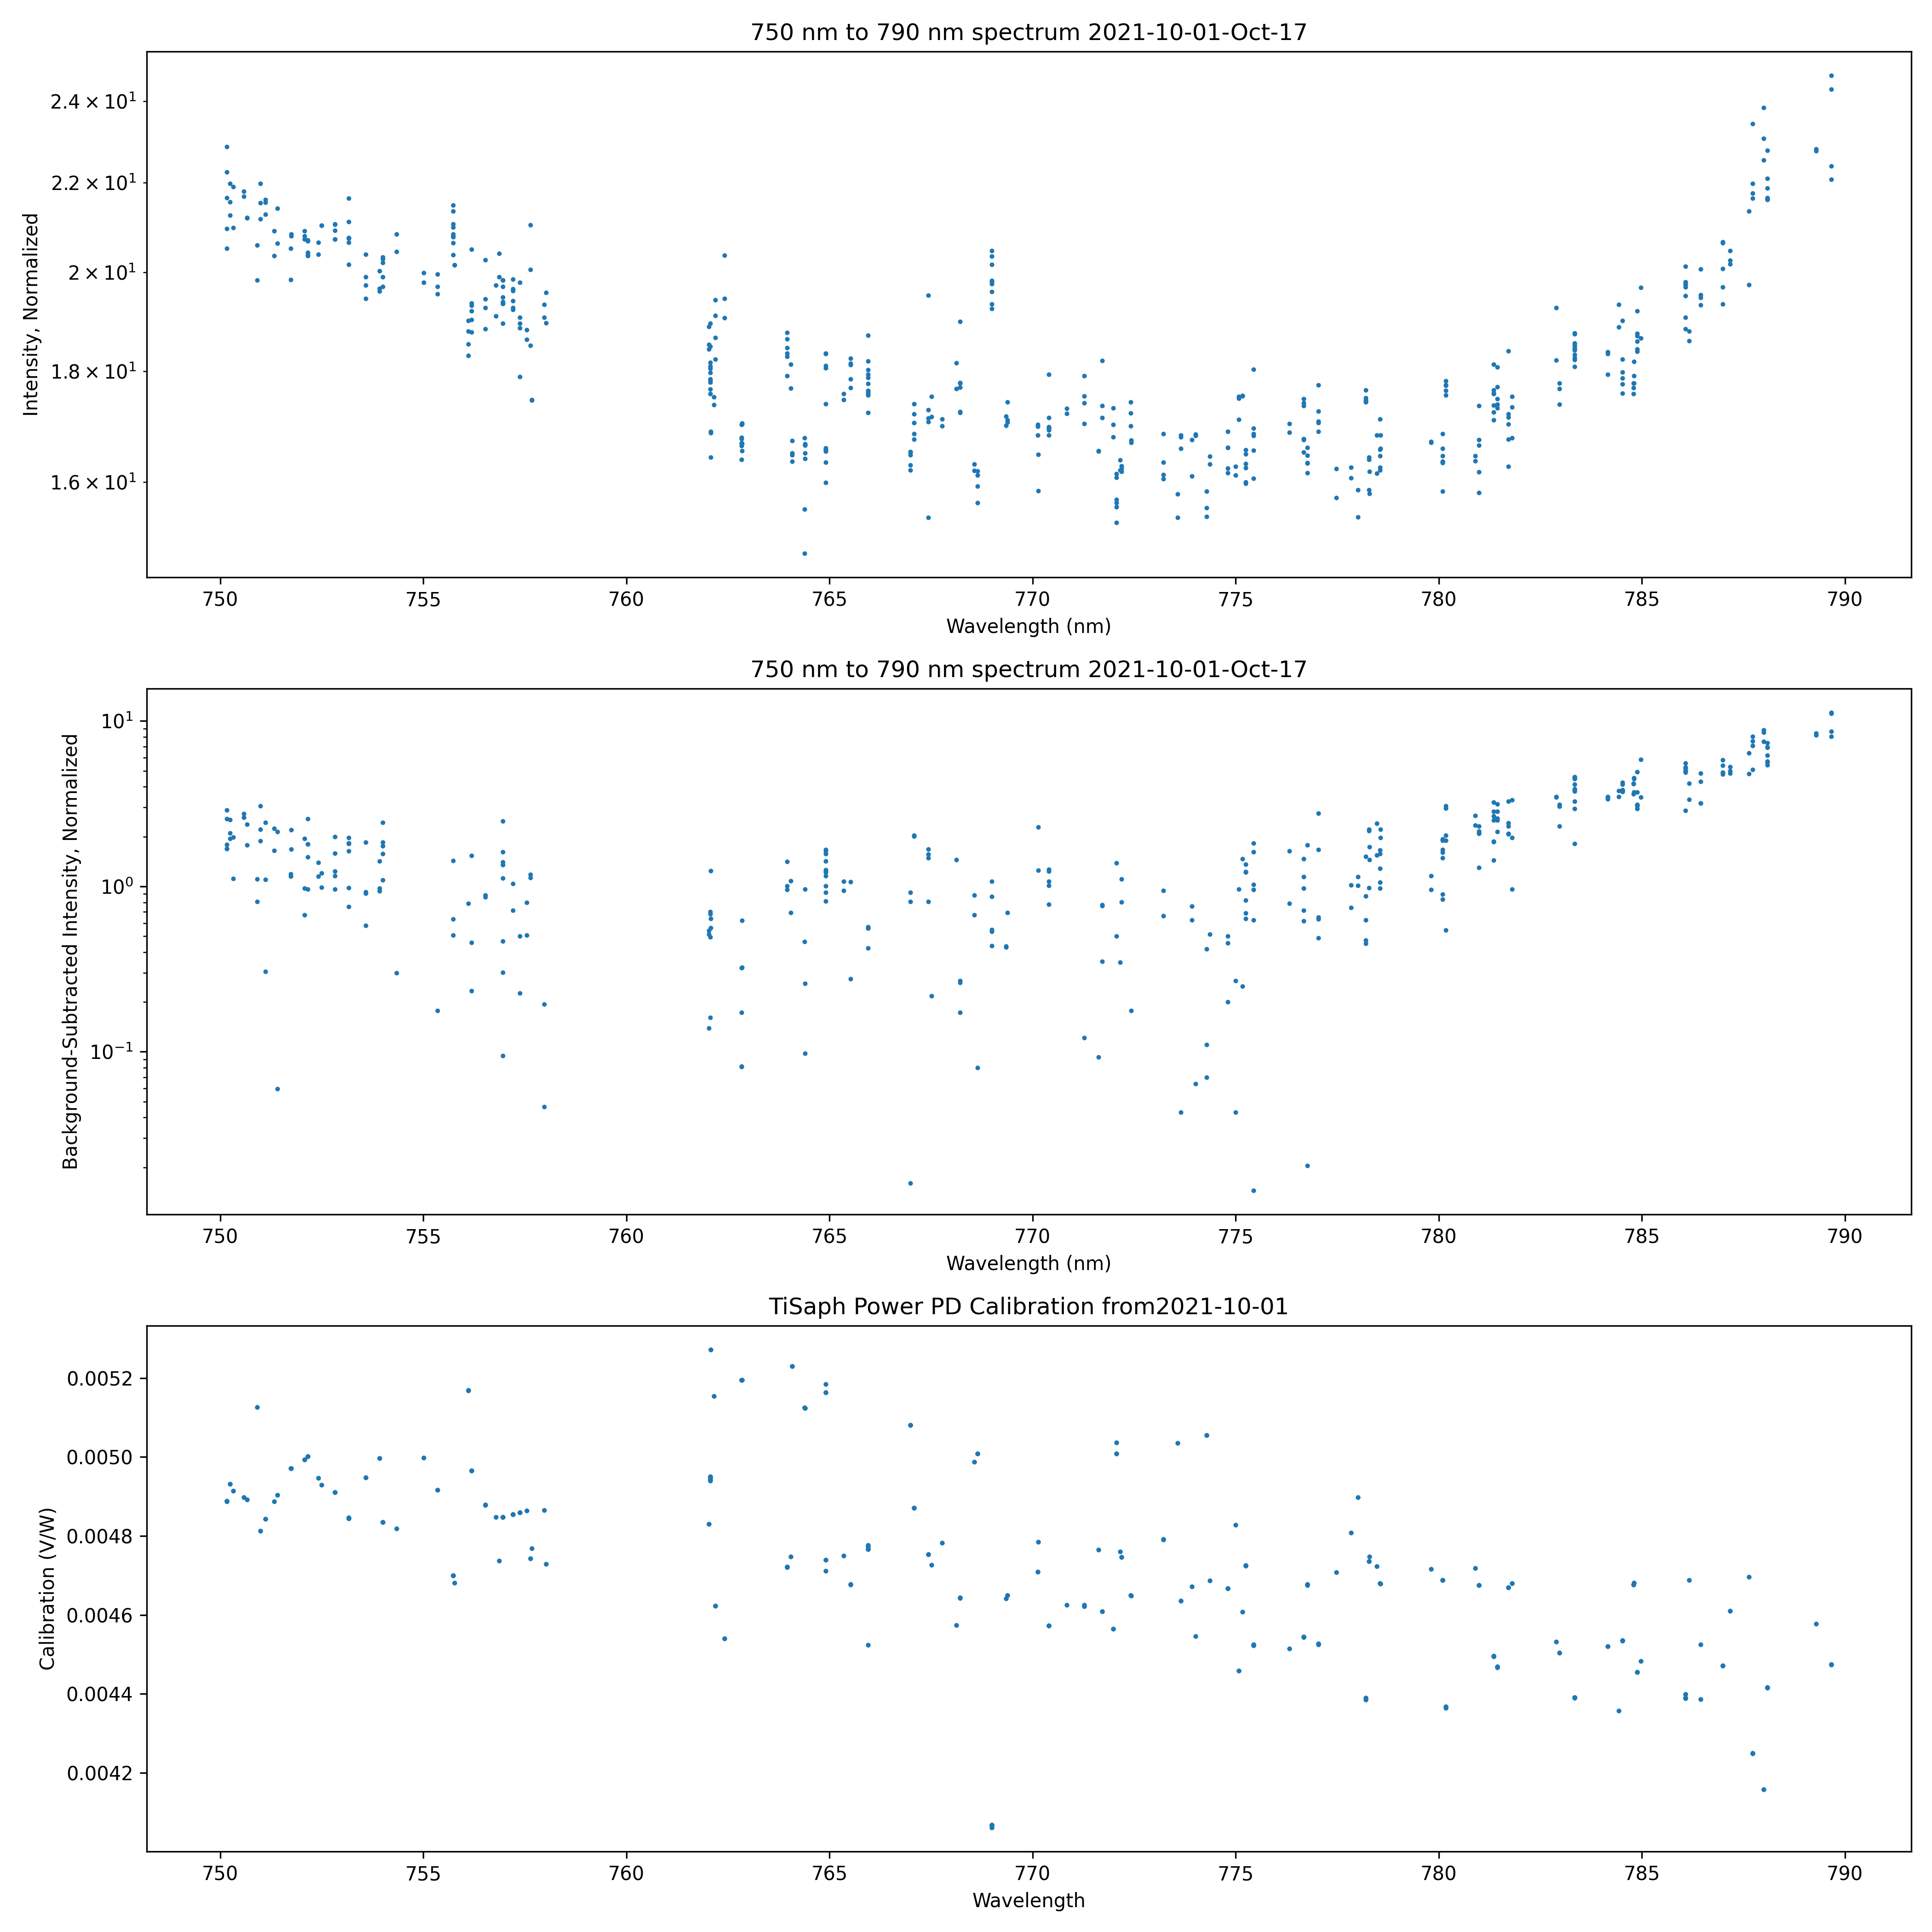 750 nm to 790 nm spectrum 2021-10-01-Oct-17
Intensity, Normalized
2.4 × 10¹
2.2 × 10¹
2 × 10¹
1.8 × 10¹
1.6 × 10¹
750 755 760 765 770 775 780 785 790
Wavelength (nm)
750 nm to 790 nm spectrum 2021-10-01-Oct-17
Background-Subtracted Intensity, Normalized
10¹
10⁰
10⁻¹
750 755 760 765 770 775 780 785 790
Wavelength (nm)
TiSaph Power PD Calibration from2021-10-01
Calibration (V/W)
0.0052
0.0050
0.0048
0.0046
0.0044
0.0042
750 755 760 765 770 775 780 785 790
Wavelength